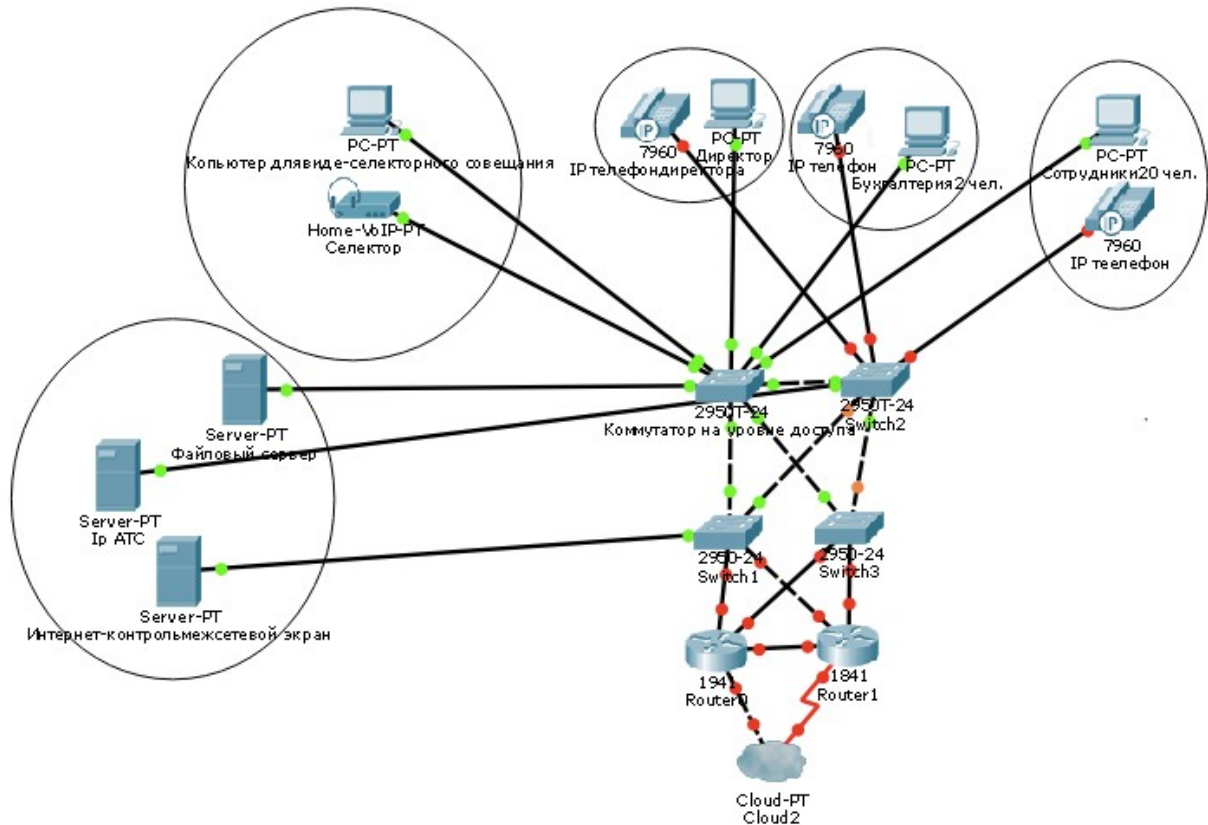 PC-PT
Копьютер длявиде-селекторного совещания
Home-VoIP-PT
Селектор
IP
7960
IP телефондиректора
PC-PT
Директор
IP
7960
IP телефон
PC-PT
Бухгалтерия2 чел.
PC-PT
Сотрудники20 чел.
IP
7960
IP теелефон
Server-PT
Файловый сервер
Server-PT
Ip АТС
Server-PT
Интернет-контрольмежсетевой экран
2950T-24
Коммутатор на уровне доступа
2950T-24
Switch2
2950-24
Switch1
2950-24
Switch3
1941
Router0
1841
Router1
Cloud-PT
Cloud2